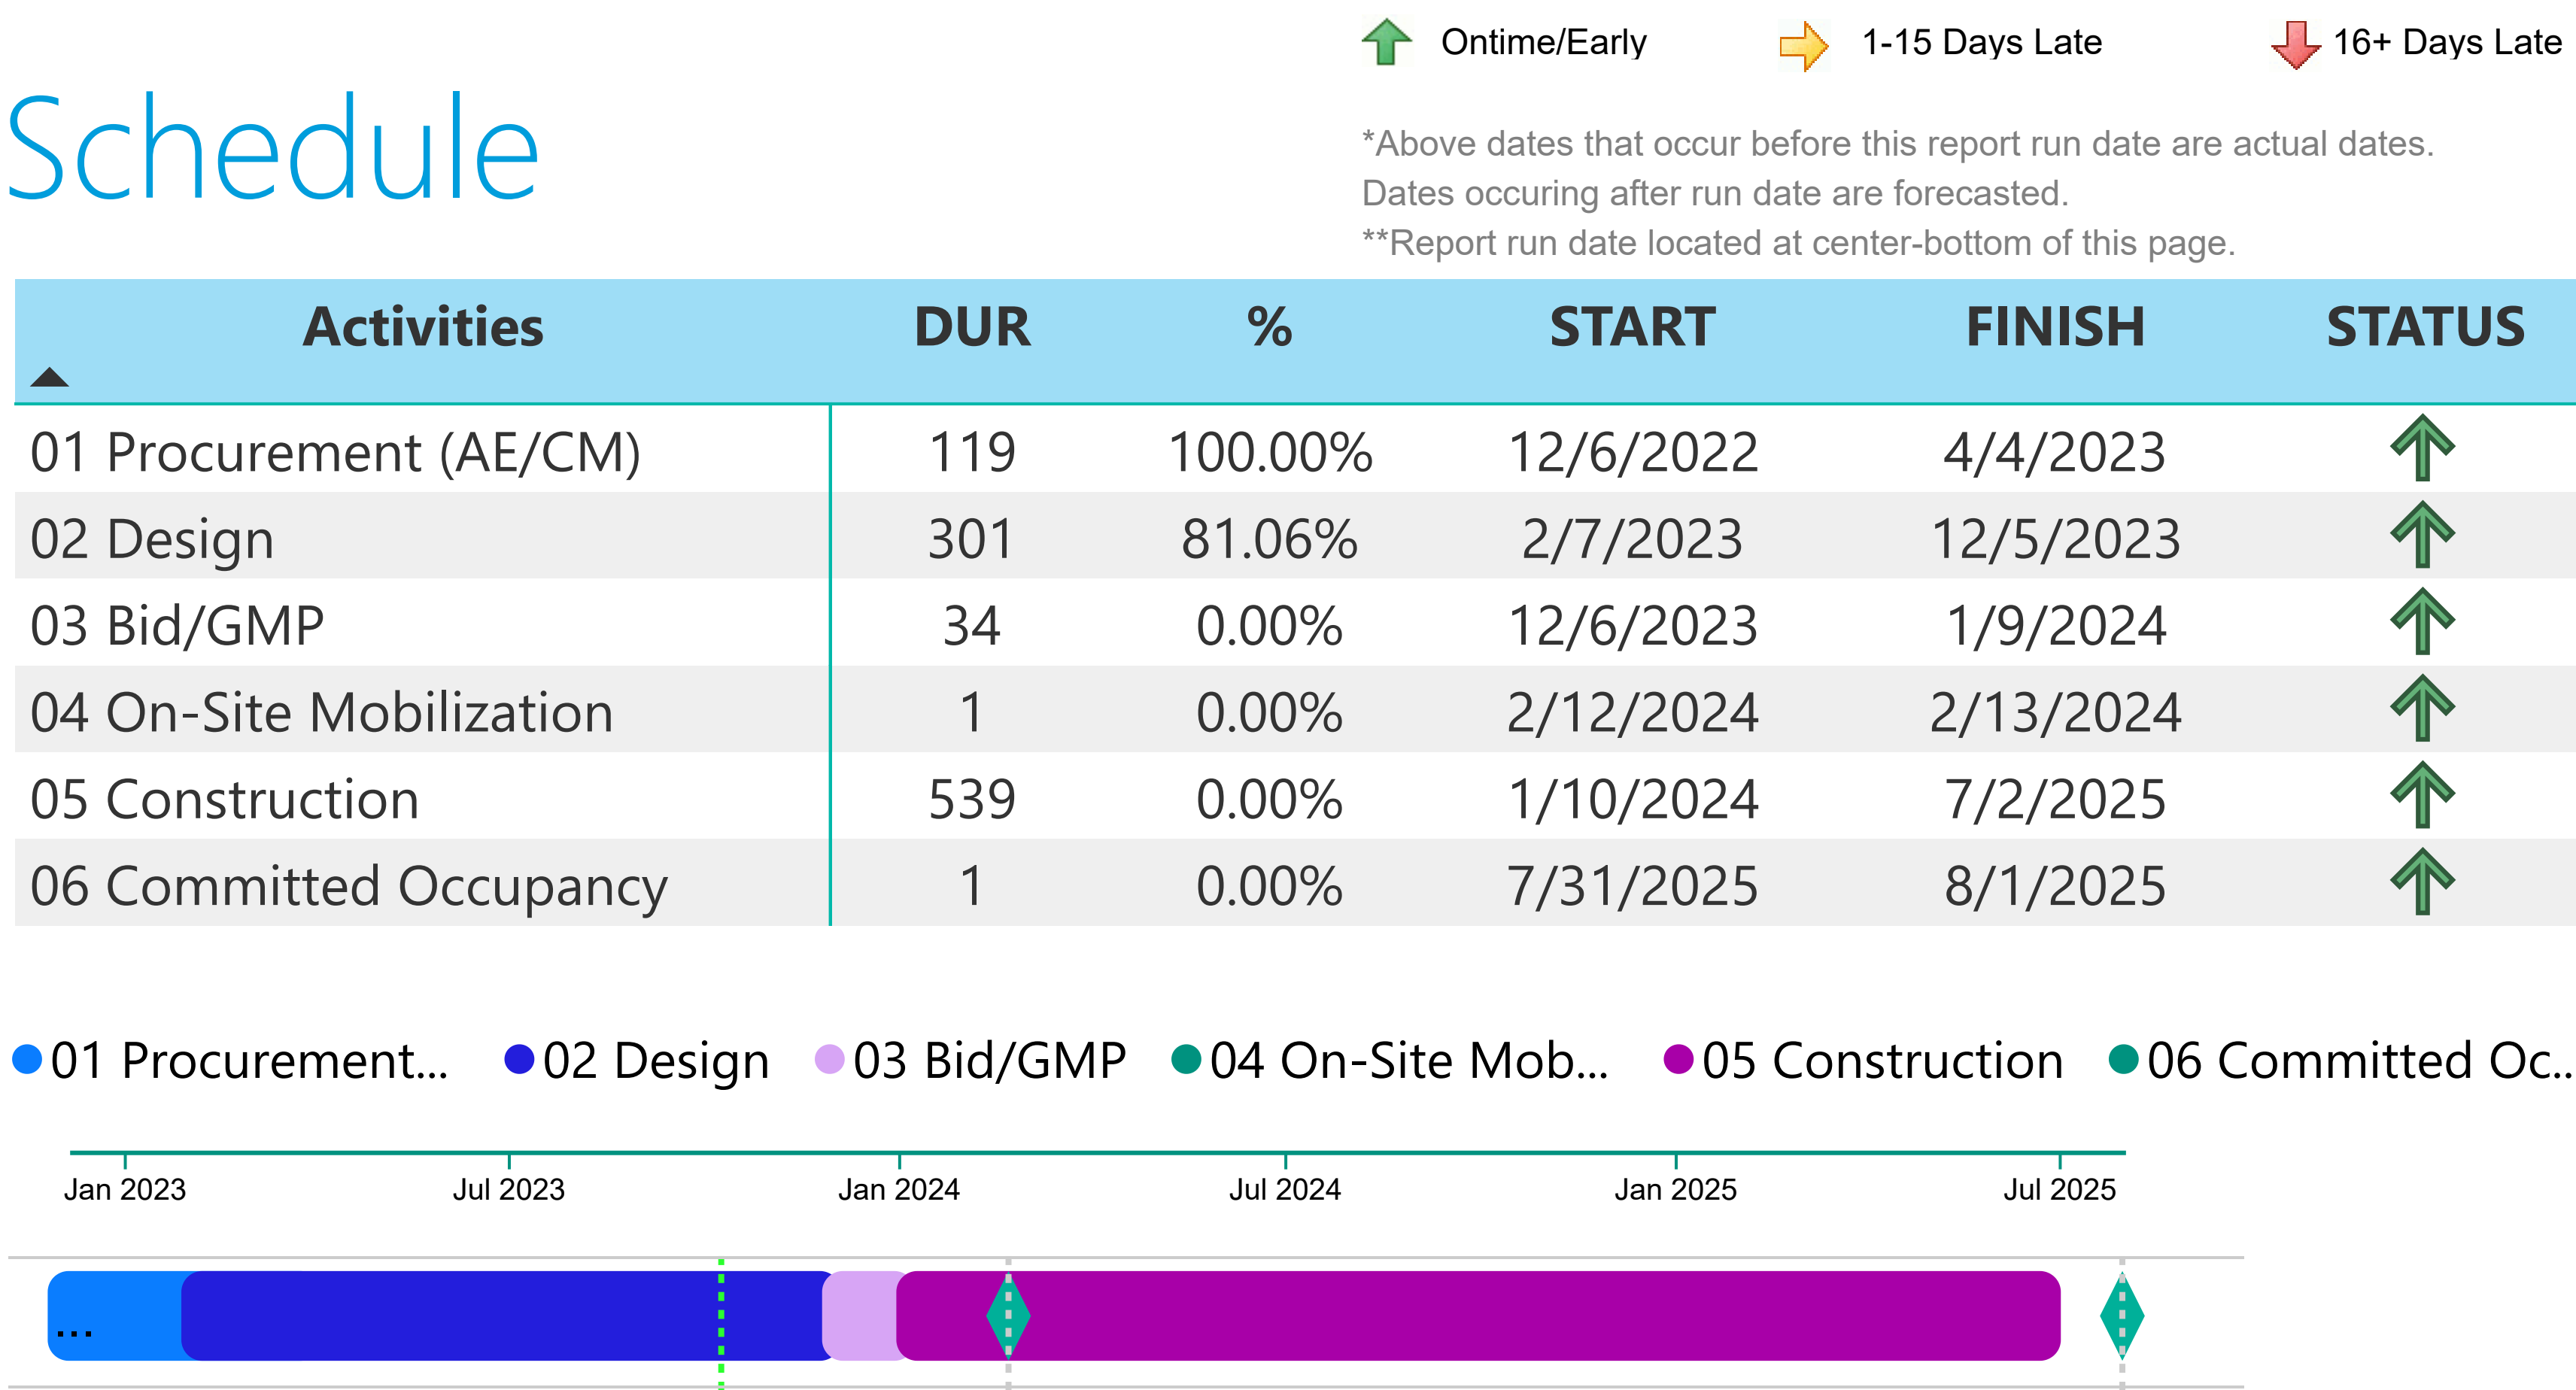 Ontime/Early 1-15 Days Late 16+ Days Late
Schedule
*Above dates that occur before this report run date are actual dates.
Dates occuring after run date are forecasted.
**Report run date located at center-bottom of this page.
Activities DUR % START FINISH STATUS
01 Procurement (AE/CM) 119 100.00% 12/6/2022 4/4/2023
02 Design 301 81.06% 2/7/2023 12/5/2023
03 Bid/GMP 34 0.00% 12/6/2023 1/9/2024
04 On-Site Mobilization 1 0.00% 2/12/2024 2/13/2024
05 Construction 539 0.00% 1/10/2024 7/2/2025
06 Committed Occupancy 1 0.00% 7/31/2025 8/1/2025
01 Procurement... 02 Design 03 Bid/GMP 04 On-Site Mob... 05 Construction 06 Committed Oc..
Jan 2023 Jul 2023 Jan 2024 Jul 2024 Jan 2025 Jul 2025
...